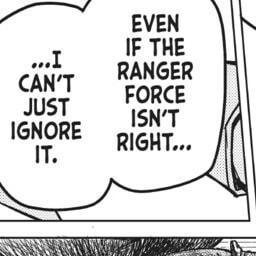 EVEN
IF THE
RANGER
FORCE
ISN'T
RIGHT...
...I
CAN'T
JUST
IGNORE
IT.